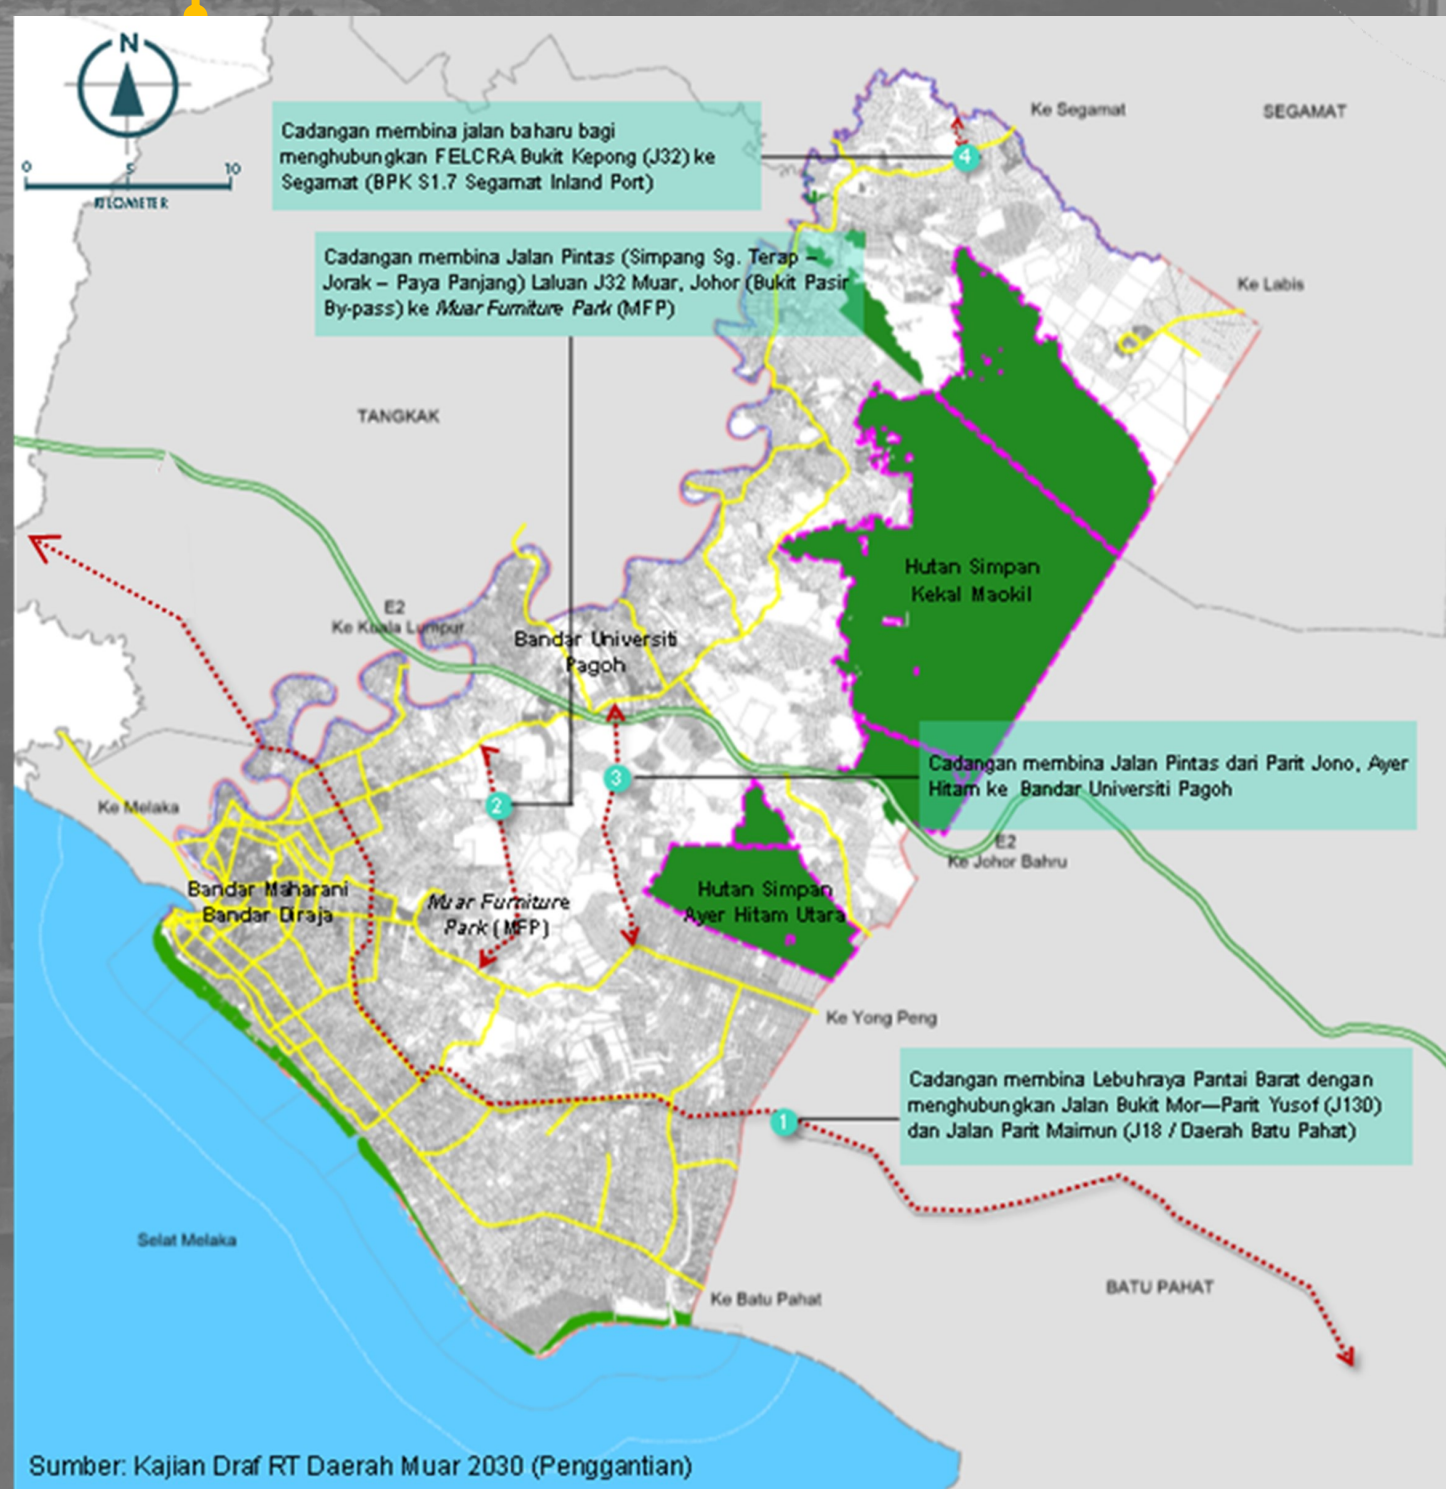 N
0 5 10
KILOMETER
Cadangan membina jalan baharu bagi
menghubungkan FELCRA Bukit Kepong (J32) ke
Segamat (BPK S1.7 Segamat Inland Port)
4
Ke Segamat
SEGAMAT
Cadangan membina Jalan Pintas (Simpang Sg. Terap –
Jorak – Paya Panjang) Laluan J32 Muar, Johor (Bukit Pasir
By-pass) ke Muar Furniture Park (MFP)
Ke Labis
TANGKAK
Hutan Simpan
Kekal Maokil
E2
Ke Kuala Lumpur
Bandar Universiti
Pagoh
Cadangan membina Jalan Pintas dari Parit Jono, Ayer
Hitam ke Bandar Universiti Pagoh
3
2
Ke Melaka
E2
Ke Johor Bahru
Bandar Maharani
Bandar Diraja
Muar Furniture
Park (MFP)
Hutan Simpan
Ayer Hitam Utara
Ke Yong Peng
Cadangan membina Lebuhraya Pantai Barat dengan
menghubungkan Jalan Bukit Mor—Parit Yusof (J130)
dan Jalan Parit Maimun (J18 / Daerah Batu Pahat)
1
Selat Melaka
BATU PAHAT
Ke Batu Pahat
Sumber: Kajian Draf RT Daerah Muar 2030 (Penggantian)